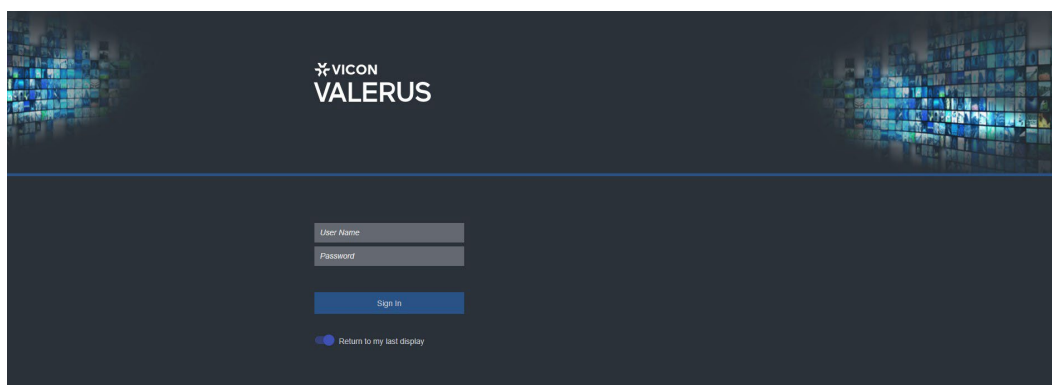 VICON
VALERUS
User Name
Password
Sign In
Return to my last display